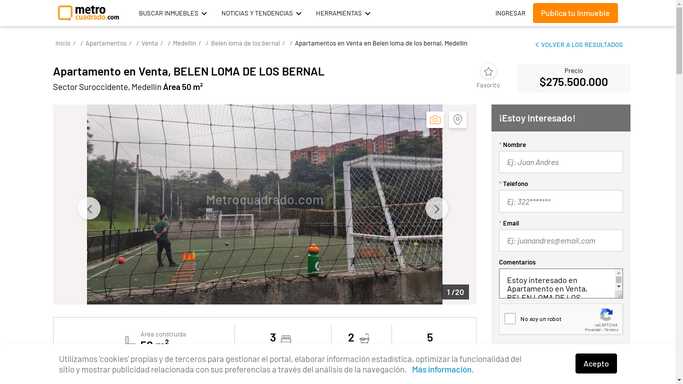 metro
cuadrado.com
BUSCAR INMUEBLES
NOTICIAS Y TENDENCIAS
HERRAMIENTAS
INGRESAR
Publica tu Inmueble
Inicio / / Apartamentos / / Venta / / Medellín / / Belen loma de los bernal / / Apartamentos en Venta en Belen loma de los bernal, Medellín
VOLVER A LOS RESULTADOS
Apartamento en Venta, BELEN LOMA DE LOS BERNAL
Sector Suroccidente, Medellín Área 50 m²
Favorito
Precio
$275.500.000
Metrocuadrado.com
1 / 20
¡Estoy Interesado!
* Nombre
Ej: Juan Andres
* Telefono
Ej: 322*******
* Email
Ej: juanandres@email.com
Comentarios
Estoy interesado en
Apartamento en Venta,
BELEN LOMA DE LOS
No soy un robot
reCAPTCHA
Privacidad - Términos
Área construida
50 m²
3
2
5
Utilizamos 'cookies' propias y de terceros para gestionar el portal, elaborar información estadística, optimizar la funcionalidad del
sitio y mostrar publicidad relacionada con sus preferencias a través del análisis de la navegación. Más información.
Acepto